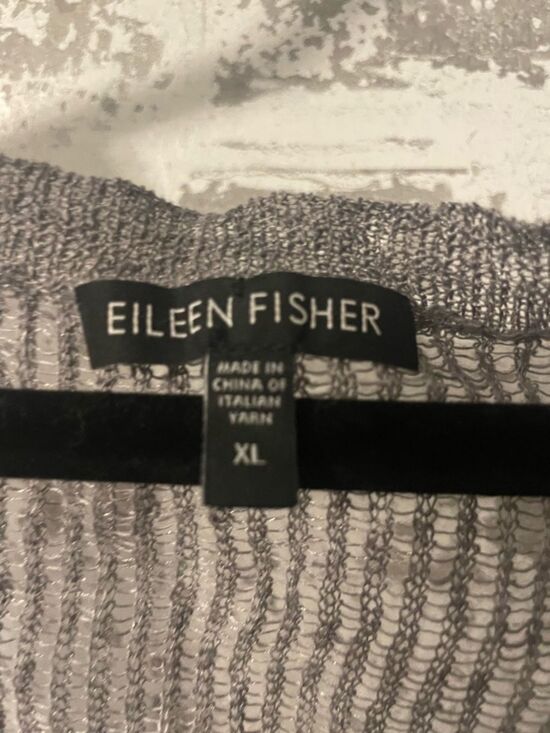 EILEEN FISHER
MADE IN
CHINA OF
ITALIAN
YARN
XL